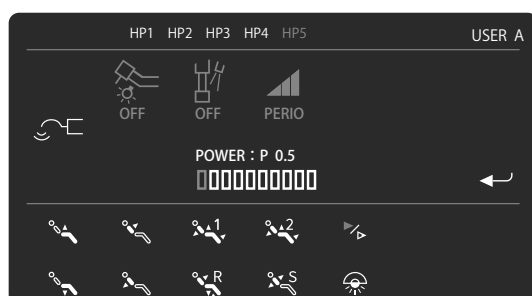 HP1 HP2 HP3 HP4 HP5 USER A
OFF OFF PERIO
POWER : P 0.5
1 2
R S